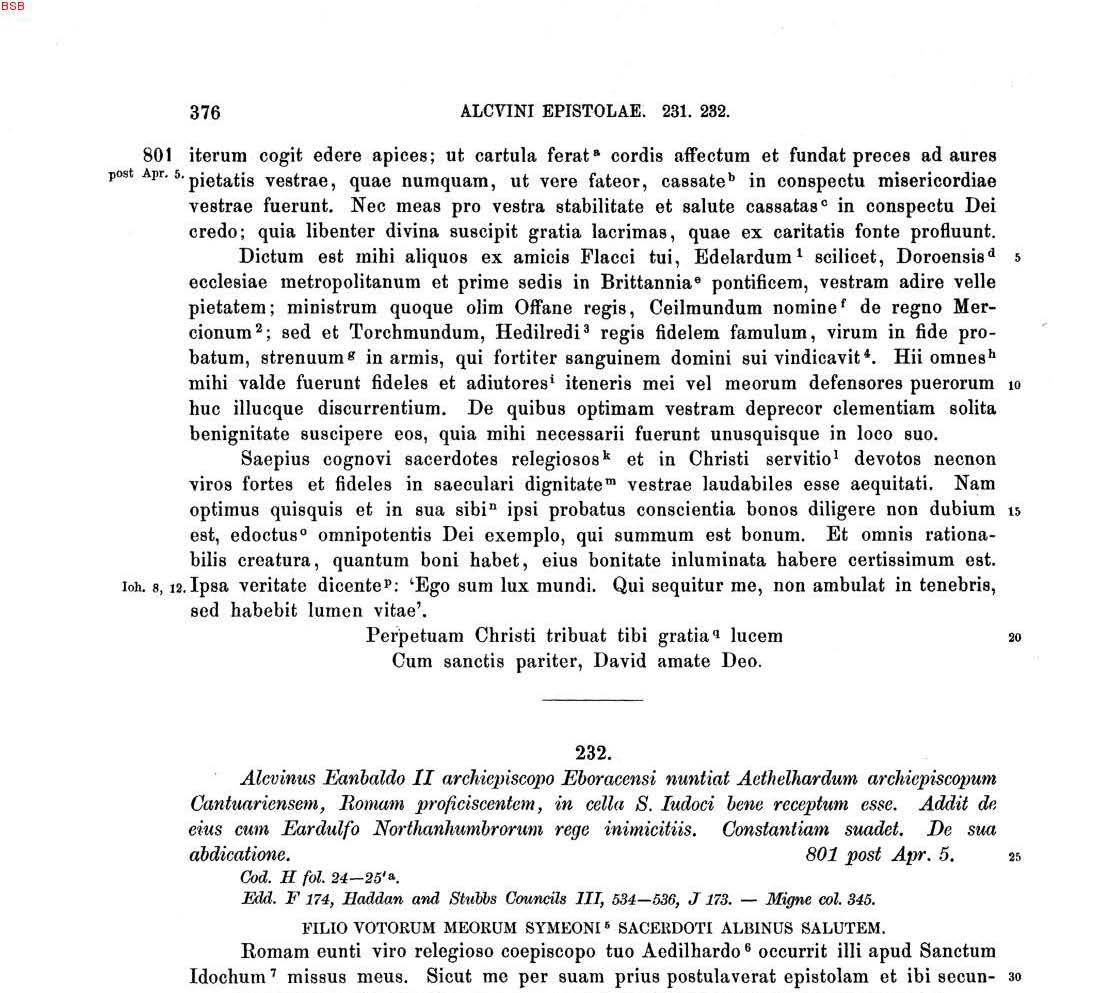 BSB
376 ALCVINI EPISTOLAE. 231. 232.
801 iterum cogit edere apices; ut cartula ferat a cordis affectum et fundat preces ad aures
post Apr. 5. pietatis vestrae, quae numquam, ut vere fateor, cassate b in conspectu misericordiae
vestrae fuerunt. Nec meas pro vestra stabilitate et salute cassatas c in conspectu Dei
credo; quia libenter divina suscipit gratia lacrimas, quae ex caritatis fonte profluunt.
Dictum est mihi aliquos ex amicis Flacci tui, Edelardum 1 scilicet, Doroensis d 5
ecclesiae metropolitanum et prime sedis in Brittannia e pontificem, vestram adire velle
pietatem; ministrum quoque olim Offane regis, Ceilmundum nomine f de regno Mer-
cionum 2; sed et Torchmundum, Hedilredi 3 regis fidelem famulum, virum in fide pro-
batum, strenuum g in armis, qui fortiter sanguinem domini sui vindicavit 4. Hii omnes h
mihi valde fuerunt fideles et adiutores i iteneris mei vel meorum defensores puerorum 10
huc illucque discurrentium. De quibus optimam vestram deprecor clementiam solita
benignitate suscipere eos, quia mihi necessarii fuerunt unusquisque in loco suo.
Saepius cognovi sacerdotes relegiosos k et in Christi servitio l devotos necnon
viros fortes et fideles in saeculari dignitate m vestrae laudabiles esse aequitati. Nam
optimus quisquis et in sua sibi n ipsi probatus conscientia bonos diligere non dubium 15
est, edoctus o omnipotentis Dei exemplo, qui summum est bonum. Et omnis rationa-
bilis creatura, quantum boni habet, eius bonitate inluminata habere certissimum est.
Ioh. 8, 12. Ipsa veritate dicente p: 'Ego sum lux mundi. Qui sequitur me, non ambulat in tenebris,
sed habebit lumen vitae'.
Perpetuam Christi tribuat tibi gratia q lucem 20
Cum sanctis pariter, David amate Deo.
232.
Alcvinus Eanbaldo II archiepiscopo Eboracensi nuntiat Aethelhardum archiepiscopum
Cantuariensem, Romam proficiscentem, in cella S. Iudoci bene receptum esse. Addit de
eius cum Eardulfo Northanhumbrorum rege inimicitiis. Constantiam suadet. De sua
abdicatione. 801 post Apr. 5. 25
Cod. H fol. 24—25' a.
Edd. F 174, Haddan and Stubbs Councils III, 534—536, J 173. — Migne col. 345.
FILIO VOTORUM MEORUM SYMEONI 5 SACERDOTI ALBINUS SALUTEM.
Romam eunti viro relegioso coepiscopo tuo Aedilhardo 6 occurrit illi apud Sanctum
Idochum 7 missus meus. Sicut me per suam prius postulaverat epistolam et ibi secun- 30